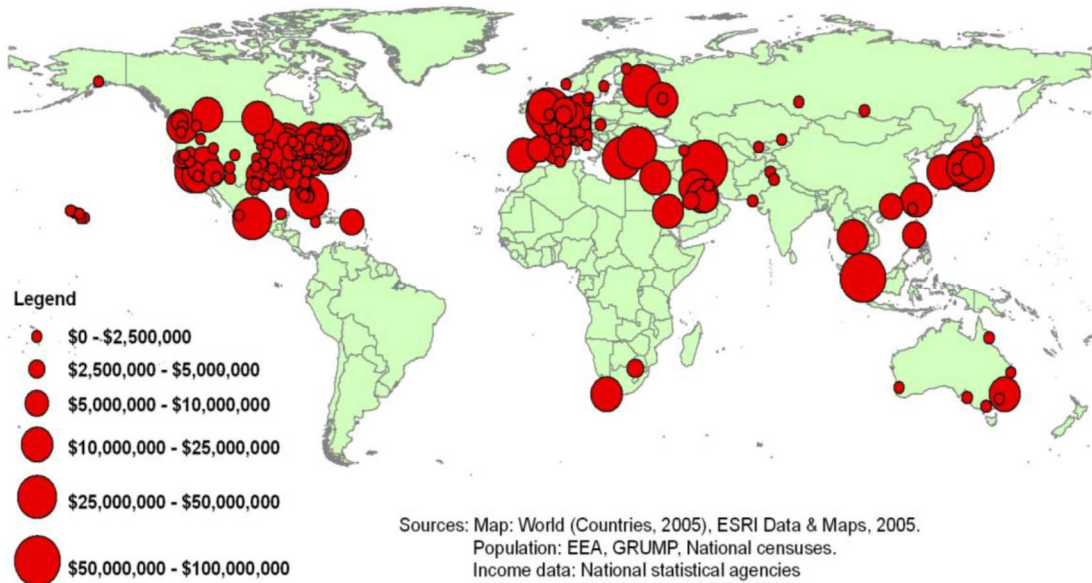 Legend
$0 - $2,500,000
$2,500,000 - $5,000,000
$5,000,000 - $10,000,000
$10,000,000 - $25,000,000
$25,000,000 - $50,000,000
$50,000,000 - $100,000,000
Sources: Map: World (Countries, 2005), ESRI Data & Maps, 2005.
Population: EEA, GRUMP, National censuses.
Income data: National statistical agencies